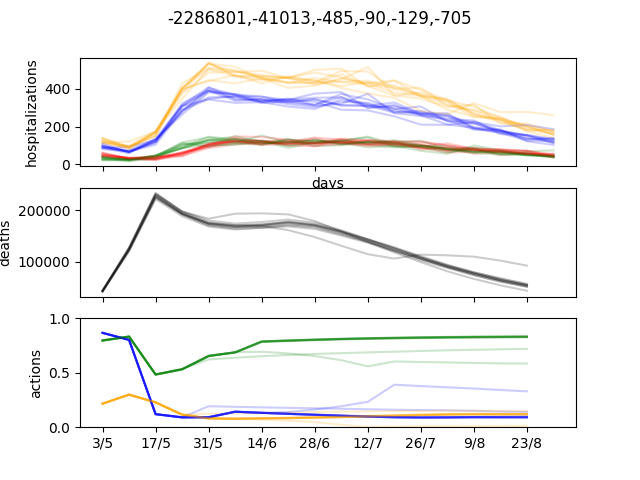 -2286801,-41013,-485,-90,-129,-705
hospitalizations
400
200
0
days
deaths
200000
100000
actions
1.0
0.5
0.0
3/5 17/5 31/5 14/6 28/6 12/7 26/7 9/8 23/8